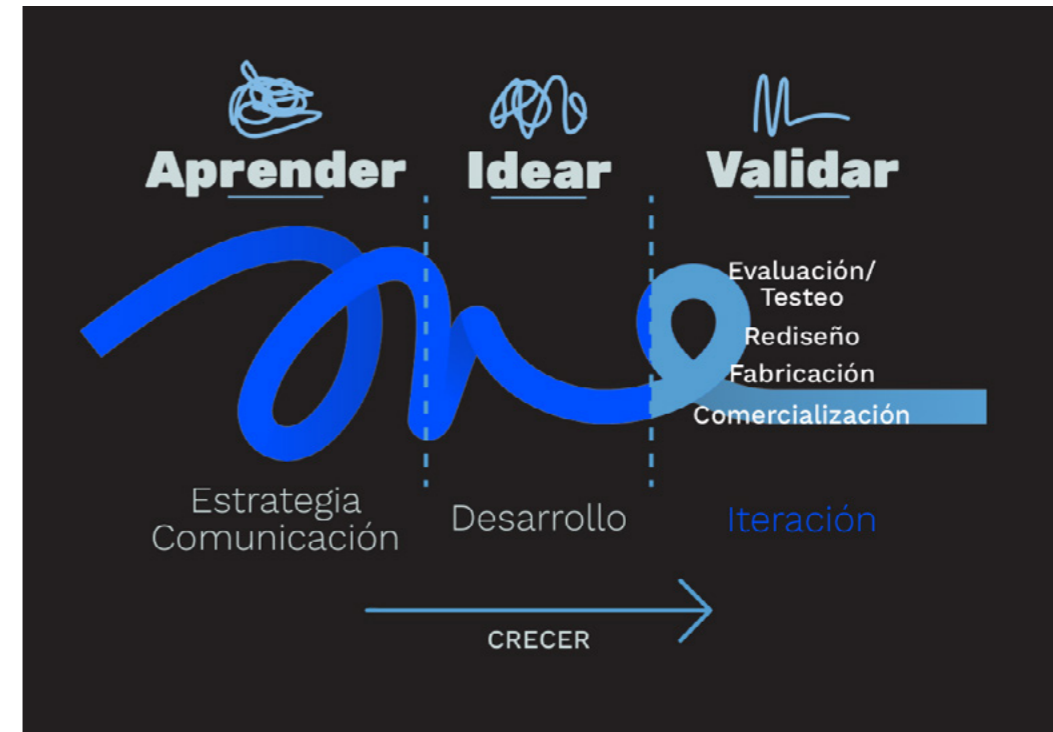 Aprender
Idear
Validar
Evaluación/
Testeo
Rediseño
Fabricación
Comercialización
Estrategia
Comunicación
Desarrollo
Iteración
CRECER